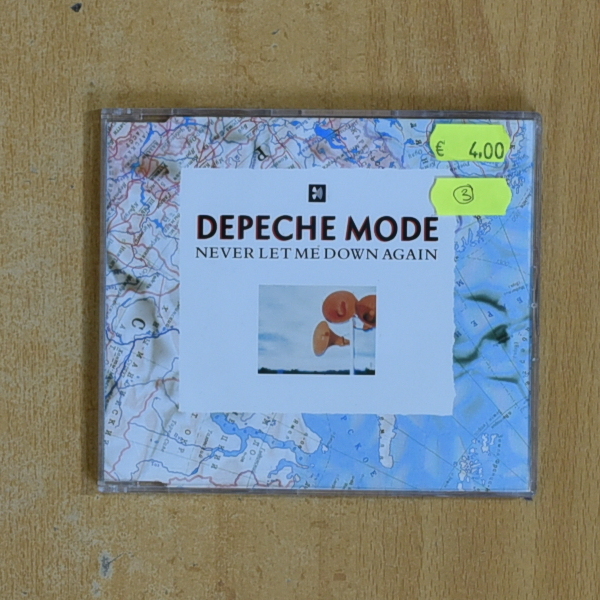 € 4,00
3
DEPECHE MODE
NEVER LET ME DOWN AGAIN